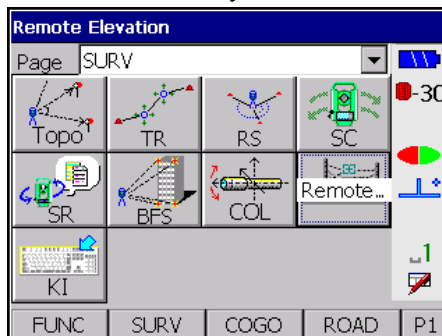 Remote Elevation
Page SURV
-30
Topo TR RS SC
SR BFS COL Remote...
KI
1
FUNC SURV COGO ROAD P1